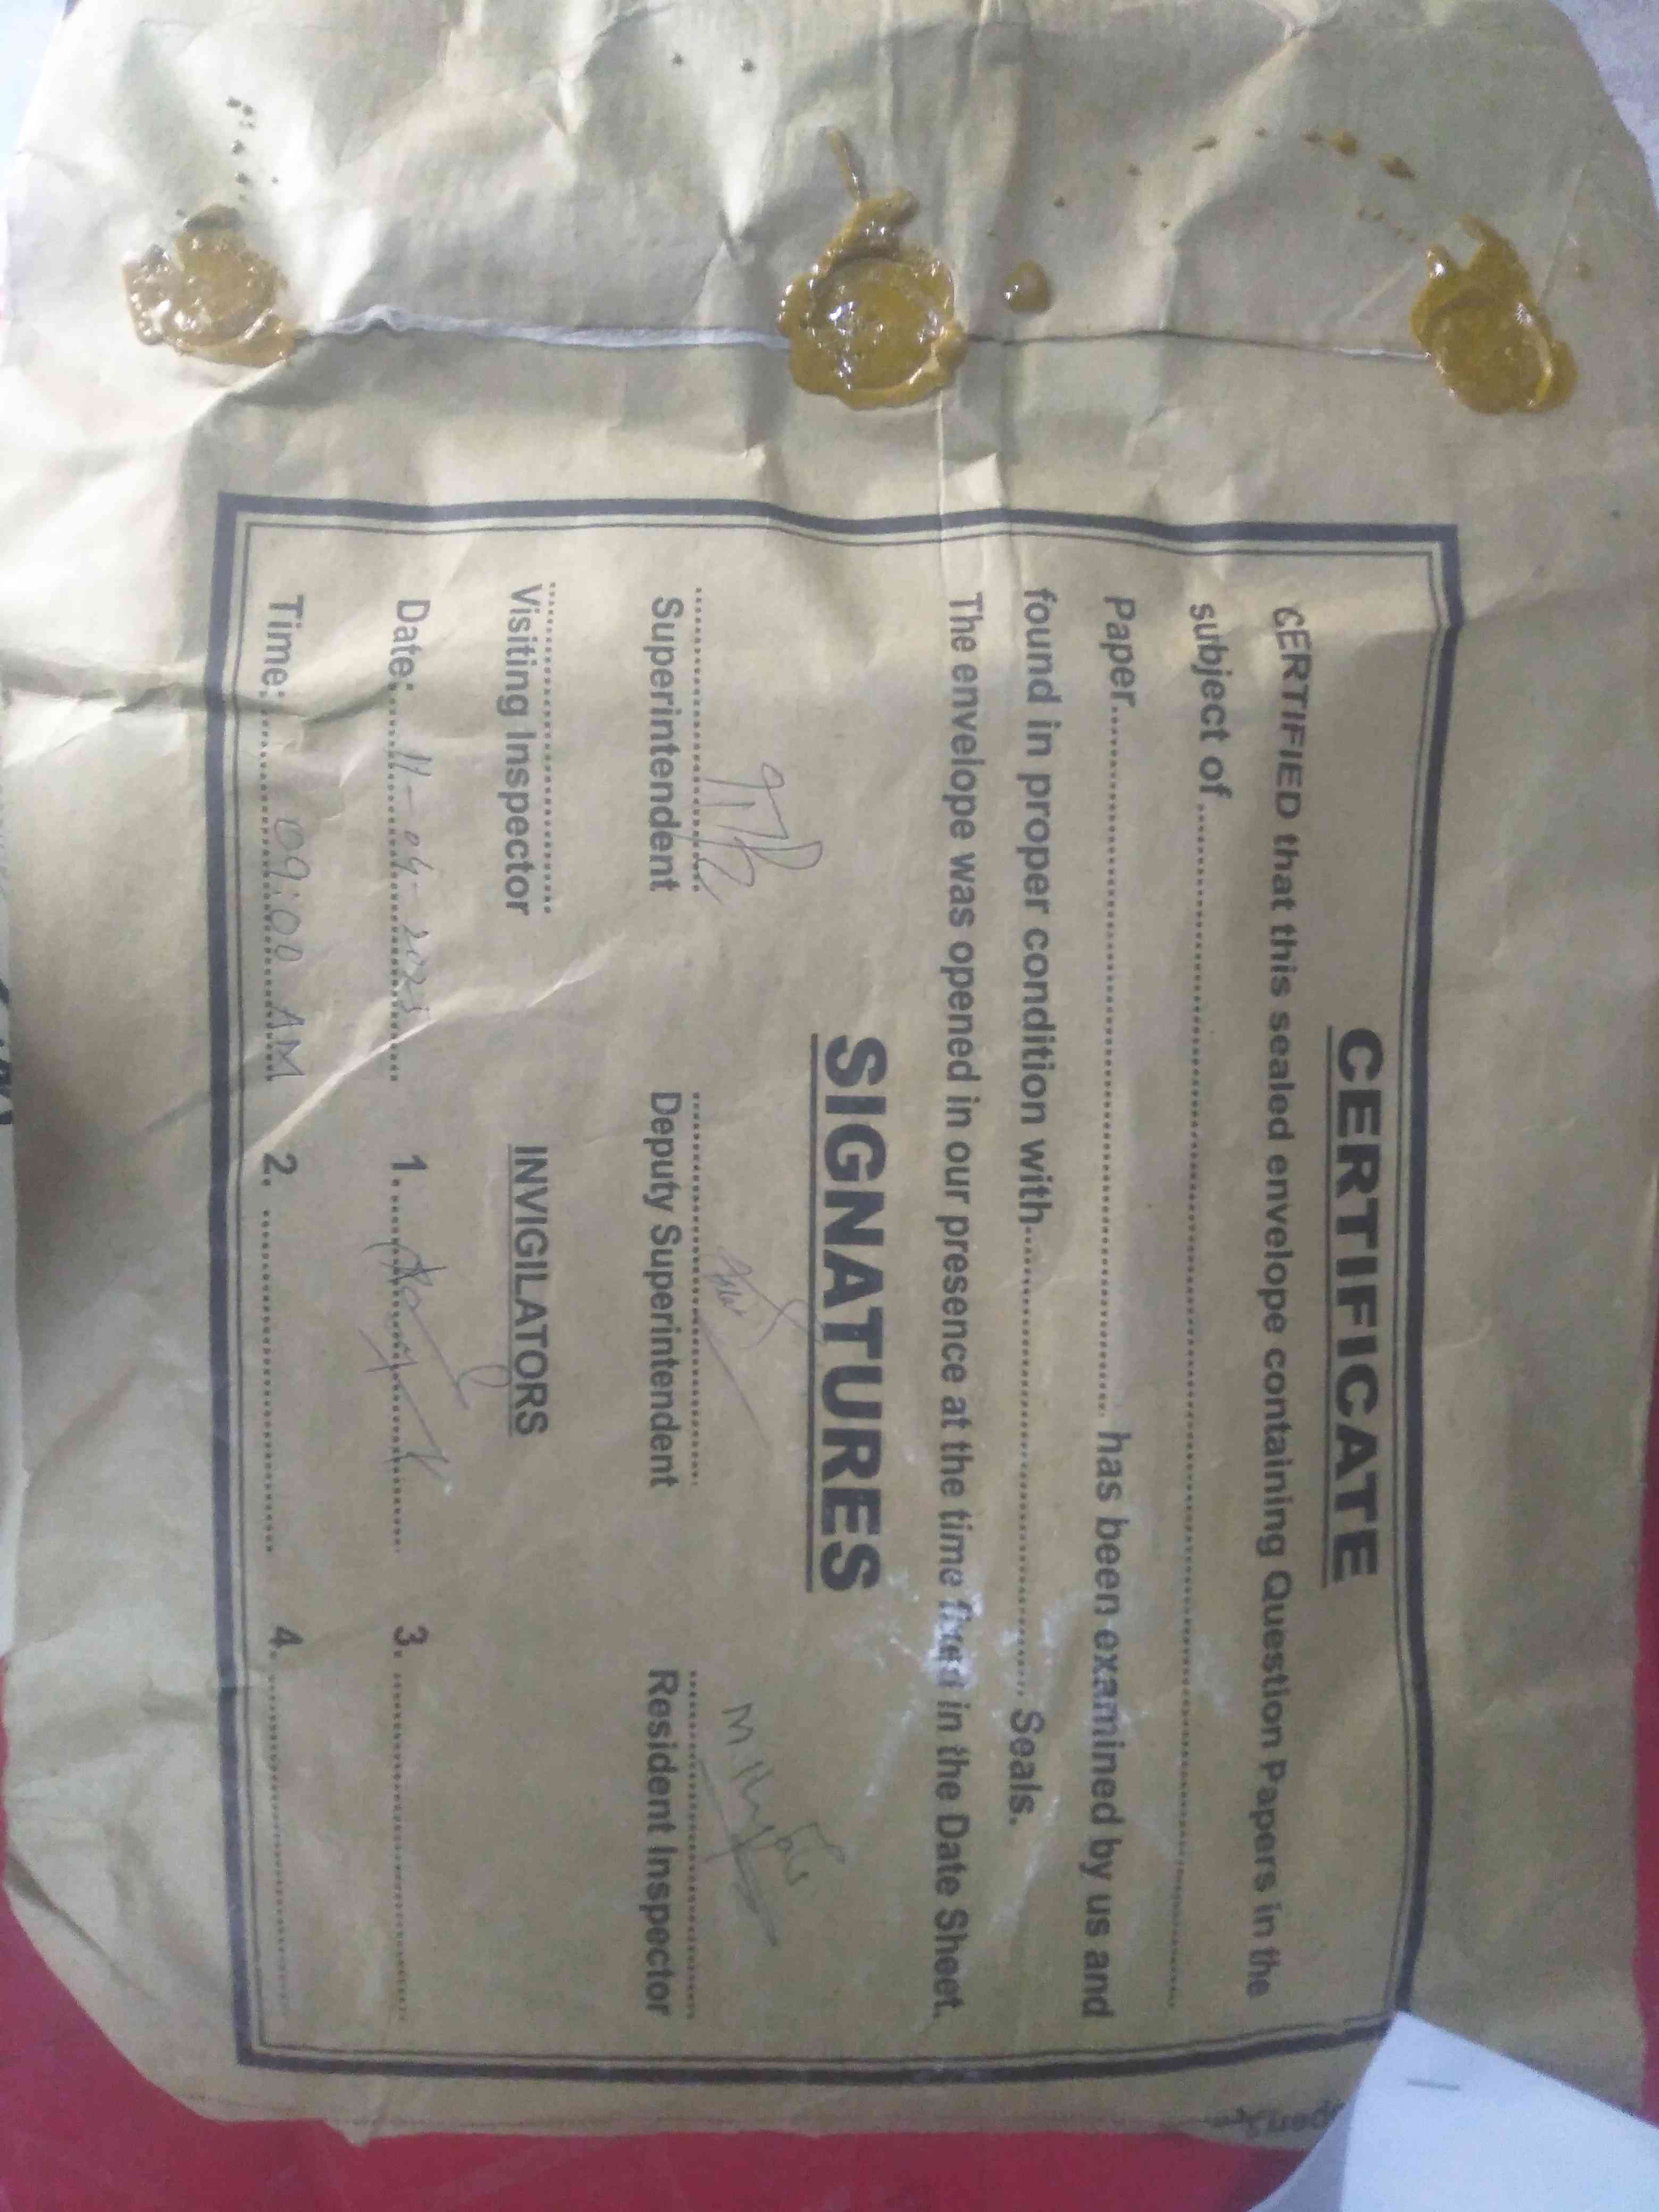 CERTIFICATE
CERTIFIED that this sealed envelope containing Question Papers in the
subject of........................................
Paper........................................ has been examined by us and
found in proper condition with........................................ Seals.
The envelope was opened in our presence at the time fixed in the Date Sheet.
SIGNATURES
Superintendent Deputy Superintendent Resident Inspector
Visiting Inspector INVIGILATORS
Date: 11-04-2025 1. 3.
Time: 09:00 AM 2. 4.